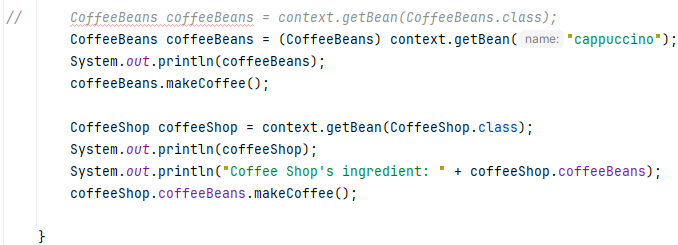 //      CoffeeBeans coffeeBeans = context.getBean(CoffeeBeans.class);
        CoffeeBeans coffeeBeans = (CoffeeBeans) context.getBean( name: "cappuccino");
        System.out.println(coffeeBeans);
        coffeeBeans.makeCoffee();

        CoffeeShop coffeeShop = context.getBean(CoffeeShop.class);
        System.out.println(coffeeShop);
        System.out.println("Coffee Shop's ingredient: " + coffeeShop.coffeeBeans);
        coffeeShop.coffeeBeans.makeCoffee();

    }